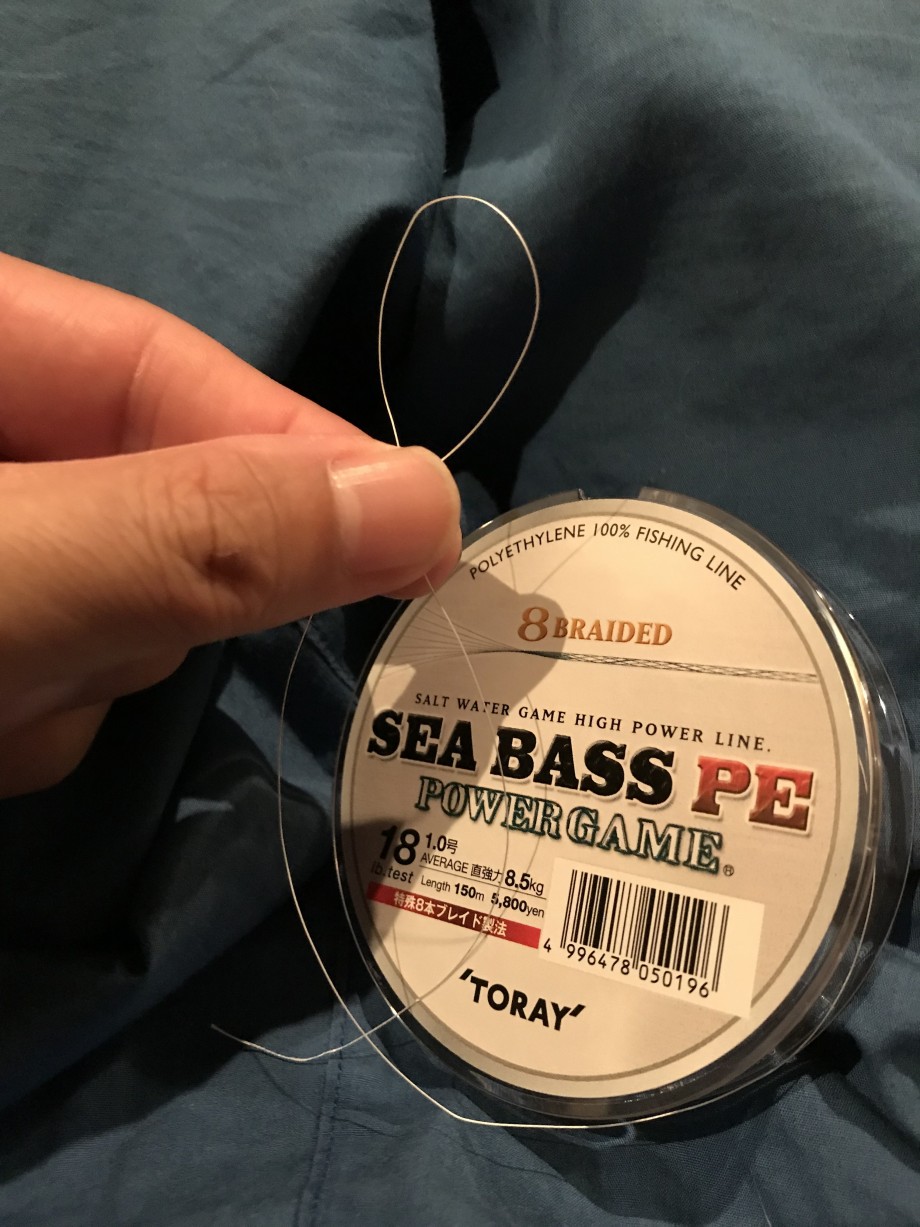 POLYETHYLENE 100% FISHING LINE
8 BRAIDED
SALT WATER GAME HIGH POWER LINE.
SEA BASS PE
POWER GAME®
18 lb.test
1.0号
AVERAGE 直強力 8.5kg
Length 150m 5,800yen
特殊8本ブレイド製法
4 996478 050196
'TORAY'